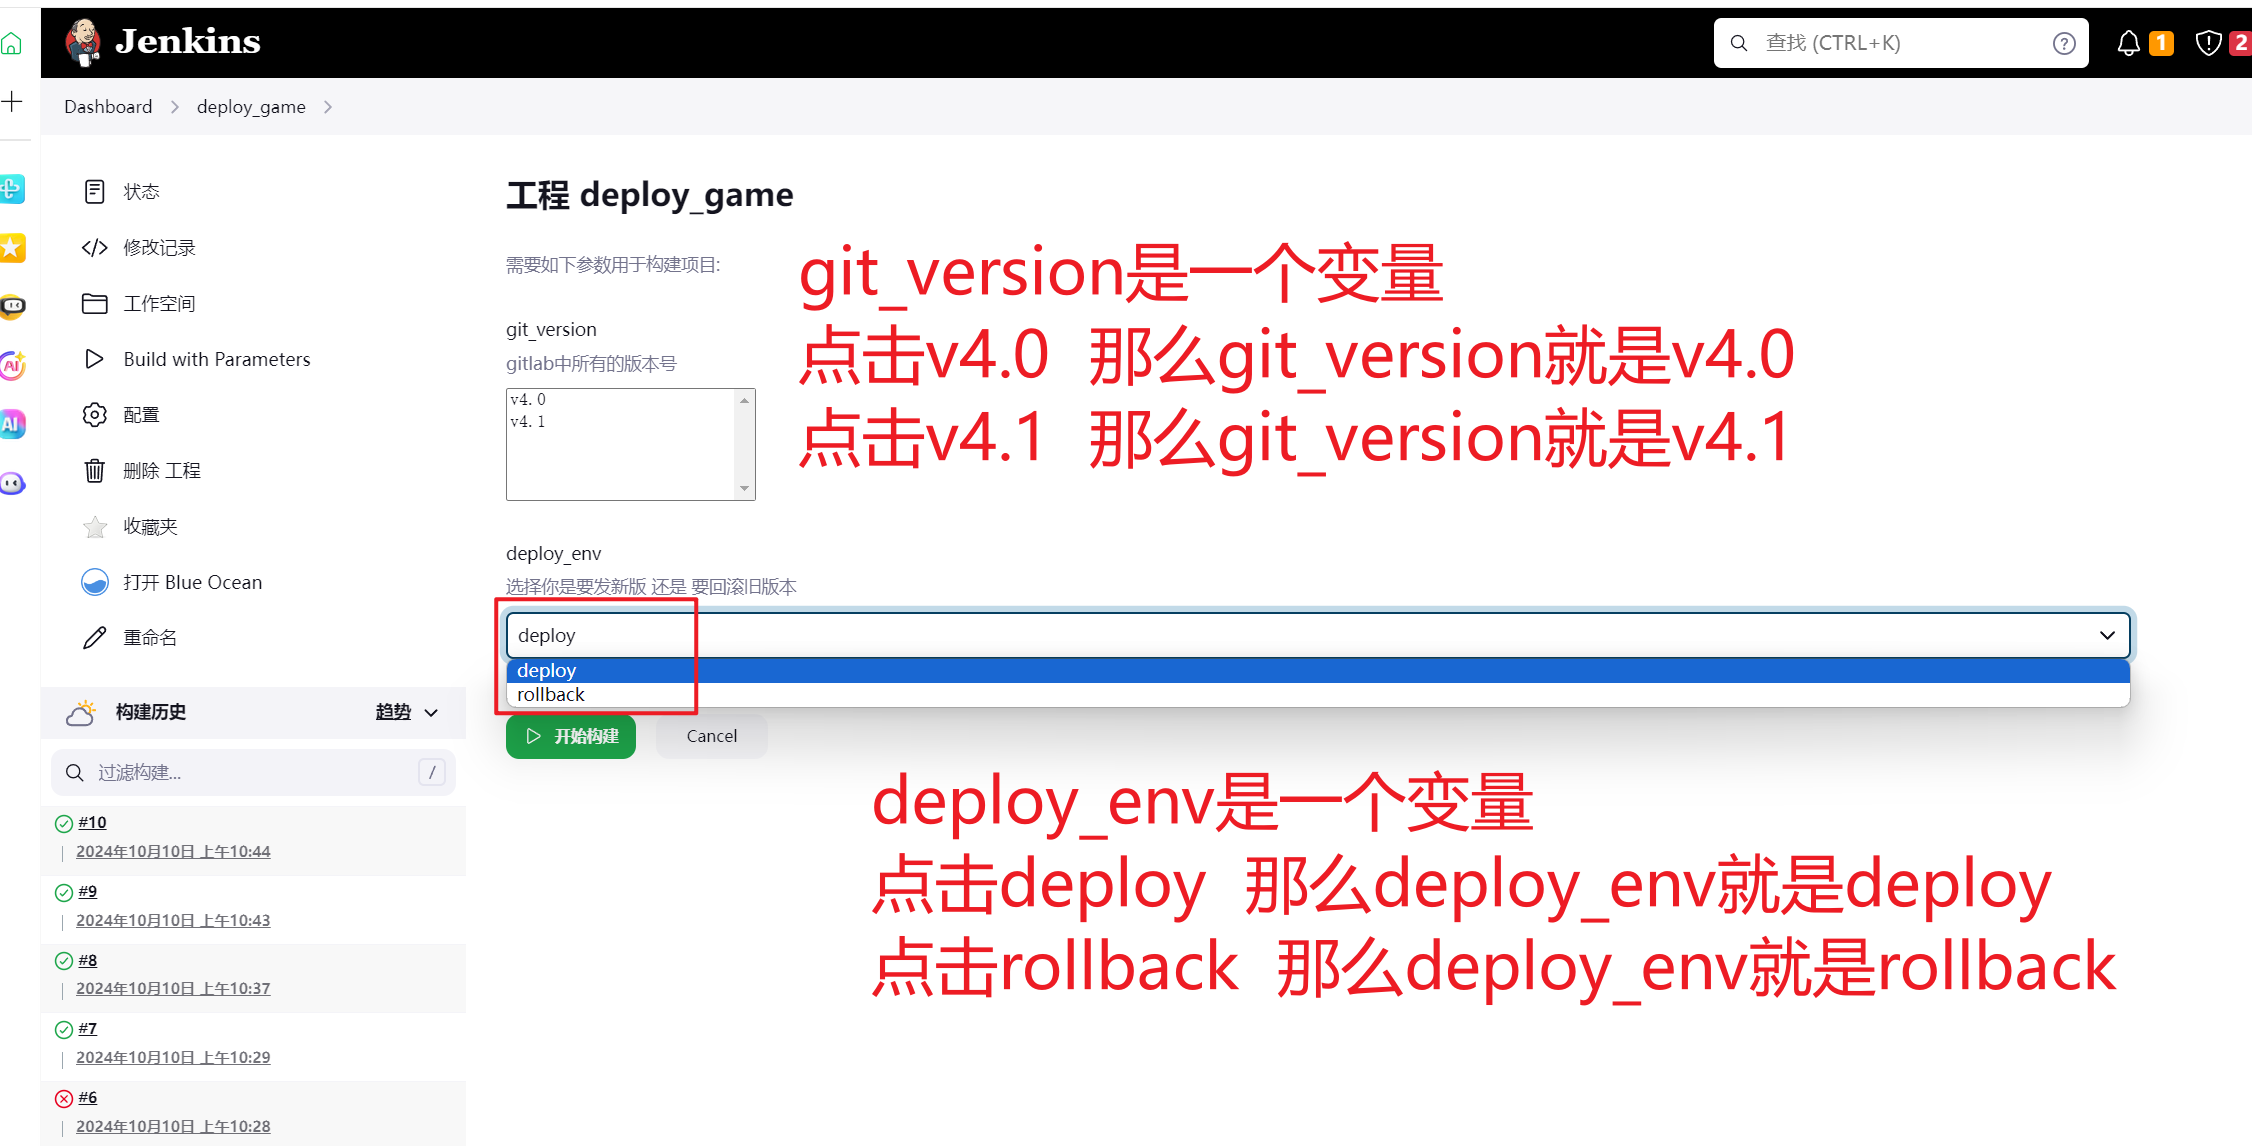 Jenkins
查找 (CTRL+K)
1
2
Dashboard
deploy_game
状态
修改记录
工作空间
Build with Parameters
配置
删除 工程
收藏夹
打开 Blue Ocean
重命名
构建历史
趋势
过滤构建...
/
#10
2024年10月10日 上午10:44
#9
2024年10月10日 上午10:43
#8
2024年10月10日 上午10:37
#7
2024年10月10日 上午10:29
#6
2024年10月10日 上午10:28
工程 deploy_game
需要如下参数用于构建项目:
git_version
gitlab中所有的版本号
v4.0
v4.1
git_version是一个变量
点击v4.0 那么git_version就是v4.0
点击v4.1 那么git_version就是v4.1
deploy_env
选择你是要发新版 还是 要回滚旧版本
deploy
deploy
rollback
开始构建
Cancel
deploy_env是一个变量
点击deploy 那么deploy_env就是deploy
点击rollback 那么deploy_env就是rollback
AI
AI